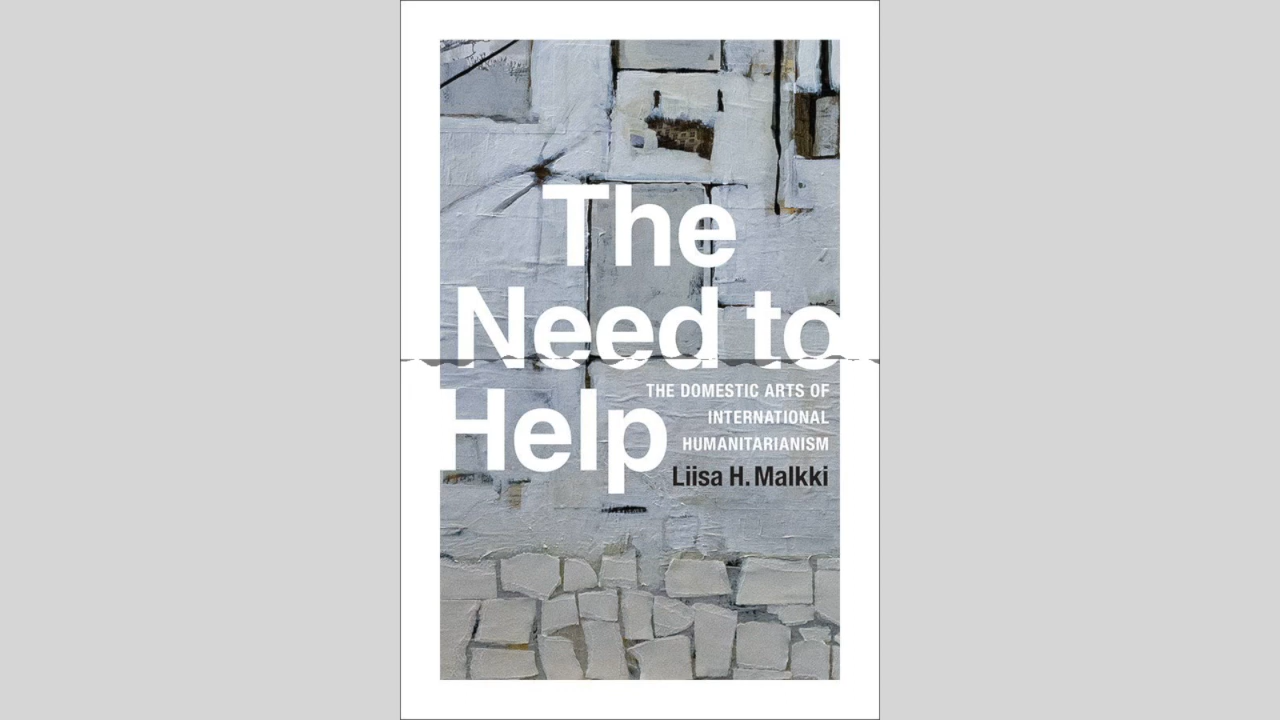 The
Need to
Help
THE DOMESTIC ARTS OF
INTERNATIONAL
HUMANITARIANISM
Liisa H. Malkki